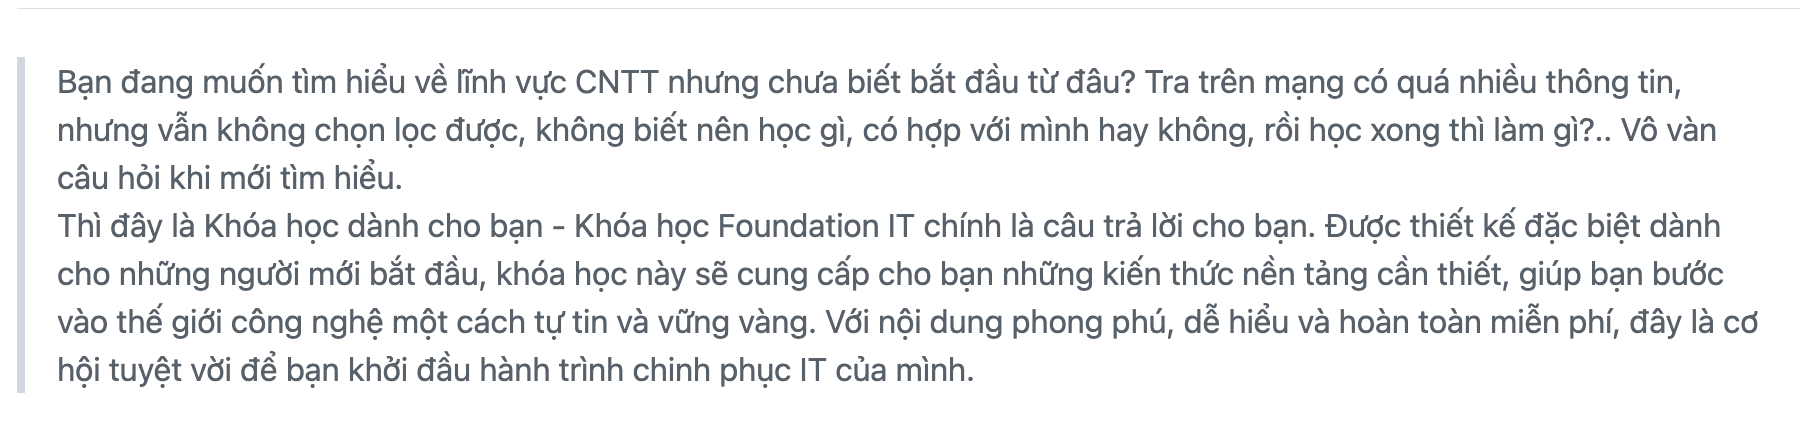 Bạn đang muốn tìm hiểu về lĩnh vực CNTT nhưng chưa biết bắt đầu từ đâu? Tra trên mạng có quá nhiều thông tin,
nhưng vẫn không chọn lọc được, không biết nên học gì, có hợp với mình hay không, rồi học xong thì làm gì?.. Vô vàn
câu hỏi khi mới tìm hiểu.
Thì đây là Khóa học dành cho bạn - Khóa học Foundation IT chính là câu trả lời cho bạn. Được thiết kế đặc biệt dành
cho những người mới bắt đầu, khóa học này sẽ cung cấp cho bạn những kiến thức nền tảng cần thiết, giúp bạn bước
vào thế giới công nghệ một cách tự tin và vững vàng. Với nội dung phong phú, dễ hiểu và hoàn toàn miễn phí, đây là cơ
hội tuyệt vời để bạn khởi đầu hành trình chinh phục IT của mình.